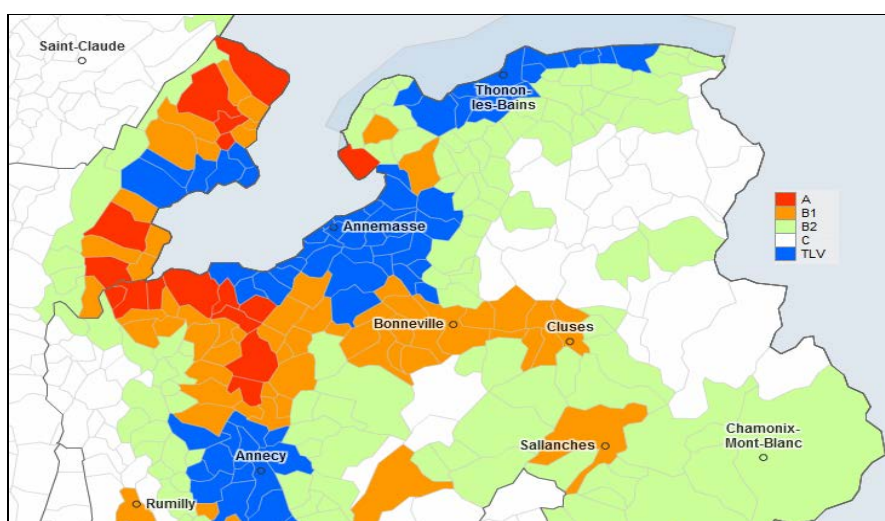 Saint-Claude
Thonon-
les-Bains
A
B1
B2
C
TLV
Annemasse
Bonneville
Cluses
Chamonix-
Mont-Blanc
Sallanches
Annecy
Rumilly